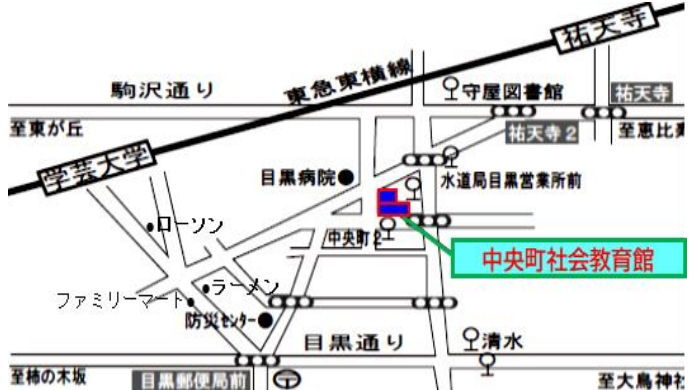 祐天寺
駒沢通り
東急東横線
守屋図書館
祐天寺
至東が丘
祐天寺2
至恵比寿
学芸大学
目黒病院
水道局目黒営業所前
ローソン
中央町2
中央町社会教育館
ラーメン
ファミリーマート
防災センター
目黒通り
清水
至柿の木坂
目黒郵便局前
至大鳥神社